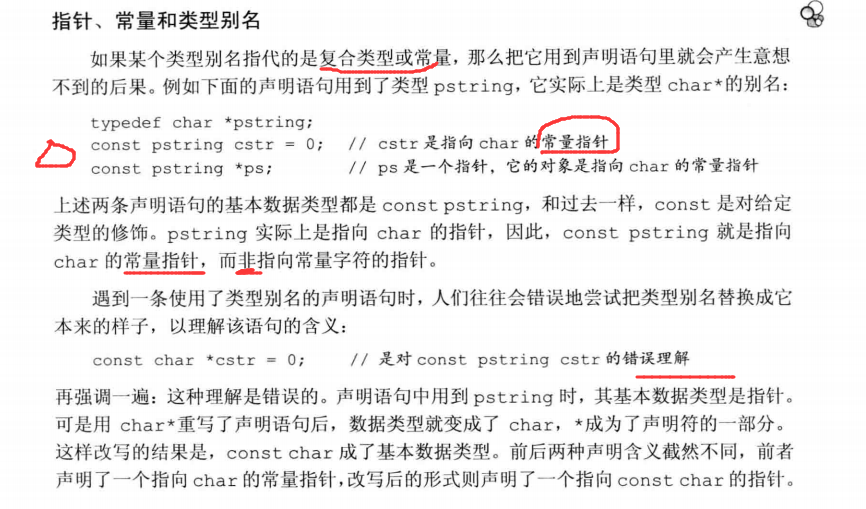 指针、常量和类型别名
如果某个类型别名指代的是复合类型或常量，那么把它用到声明语句里就会产生意想
不到的后果。例如下面的声明语句用到了类型 pstring，它实际上是类型 char*的别名：
typedef char *pstring;
const pstring cstr = 0; // cstr 是指向 char 的常量指针
const pstring *ps; // ps 是一个指针，它的对象是指向 char 的常量指针
上述两条声明语句的基本数据类型都是 const pstring，和过去一样，const 是对给定
类型的修饰。pstring 实际上是指向 char 的指针，因此，const pstring 就是指向
char 的常量指针，而非指向常量字符的指针。
遇到一条使用了类型别名的声明语句时，人们往往会错误地尝试把类型别名替换成它
本来的样子，以理解该语句的含义：
const char *cstr = 0; // 是对 const pstring cstr 的错误理解
再强调一遍：这种理解是错误的。声明语句中用到 pstring 时，其基本数据类型是指针。
可是用 char*重写了声明语句后，数据类型就变成了 char，*成为了声明符的一部分。
这样改写的结果是，const char 成了基本数据类型。前后两种声明含义截然不同，前者
声明了一个指向 char 的常量指针，改写后的形式则声明了一个指向 const char 的指针。